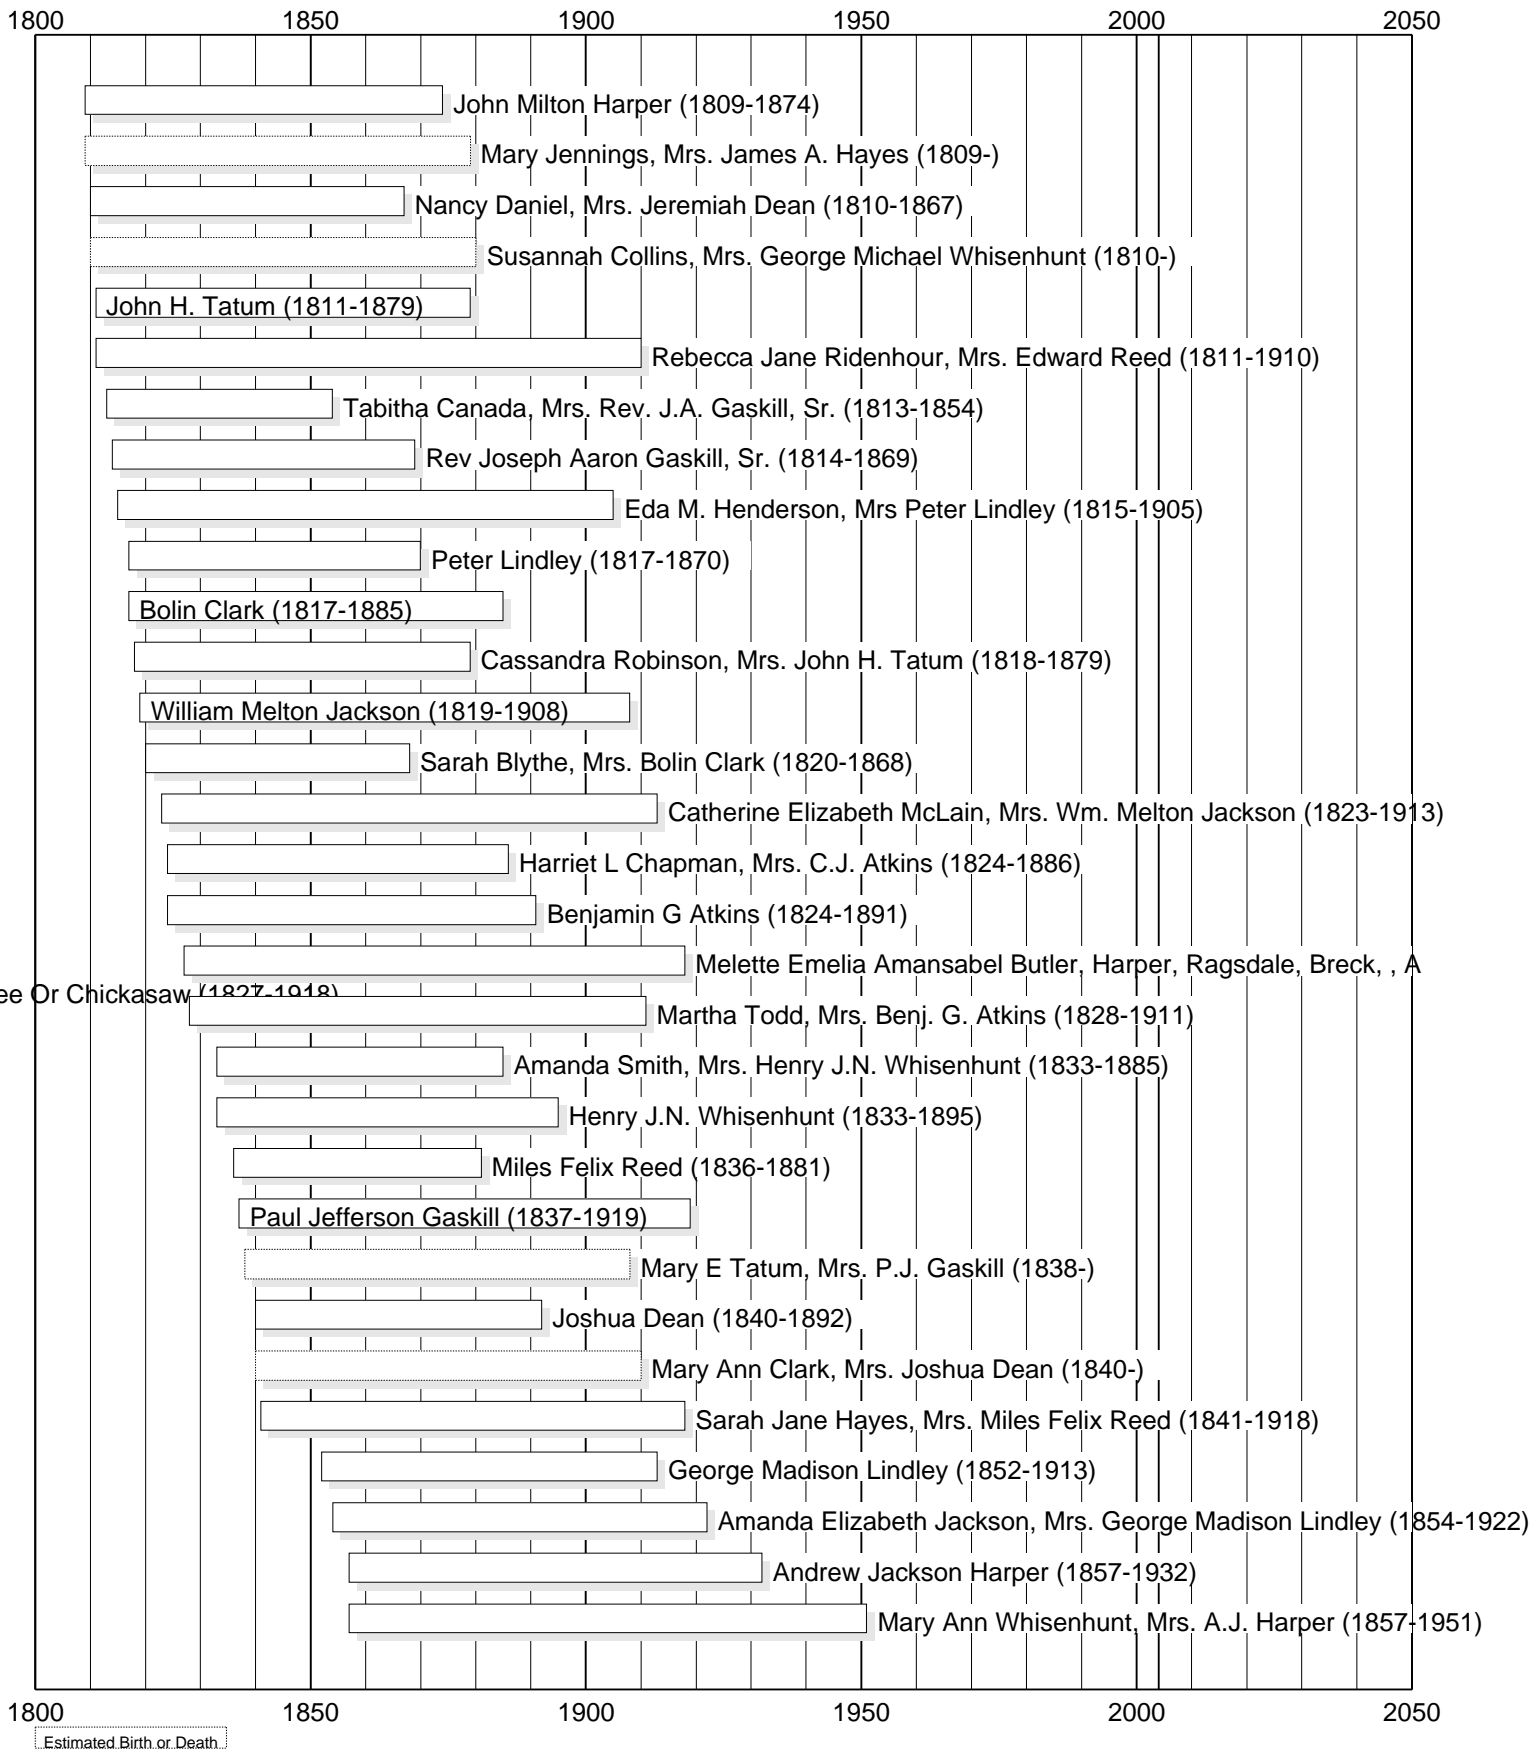 1800 1850 1900 1950 2000 2050
John Milton Harper (1809-1874)
Mary Jennings, Mrs. James A. Hayes (1809-)
Nancy Daniel, Mrs. Jeremiah Dean (1810-1867)
Susannah Collins, Mrs. George Michael Whisenhunt (1810-)
John H. Tatum (1811-1879)
Rebecca Jane Ridenhour, Mrs. Edward Reed (1811-1910)
Tabitha Canada, Mrs. Rev. J.A. Gaskill, Sr. (1813-1854)
Rev Joseph Aaron Gaskill, Sr. (1814-1869)
Eda M. Henderson, Mrs Peter Lindley (1815-1905)
Peter Lindley (1817-1870)
Bolin Clark (1817-1885)
Cassandra Robinson, Mrs. John H. Tatum (1818-1879)
William Melton Jackson (1819-1908)
Sarah Blythe, Mrs. Bolin Clark (1820-1868)
Catherine Elizabeth McLain, Mrs. Wm. Melton Jackson (1823-1913)
Harriet L Chapman, Mrs. C.J. Atkins (1824-1886)
Benjamin G Atkins (1824-1891)
Melette Emelia Amansabel Butler, Harper, Ragsdale, Breck, , A
ee Or Chickasaw (1827-1918)
Martha Todd, Mrs. Benj. G. Atkins (1828-1911)
Amanda Smith, Mrs. Henry J.N. Whisenhunt (1833-1885)
Henry J.N. Whisenhunt (1833-1895)
Miles Felix Reed (1836-1881)
Paul Jefferson Gaskill (1837-1919)
Mary E Tatum, Mrs. P.J. Gaskill (1838-)
Joshua Dean (1840-1892)
Mary Ann Clark, Mrs. Joshua Dean (1840-)
Sarah Jane Hayes, Mrs. Miles Felix Reed (1841-1918)
George Madison Lindley (1852-1913)
Amanda Elizabeth Jackson, Mrs. George Madison Lindley (1854-1922)
Andrew Jackson Harper (1857-1932)
Mary Ann Whisenhunt, Mrs. A.J. Harper (1857-1951)
1800 1850 1900 1950 2000 2050
Estimated Birth or Death